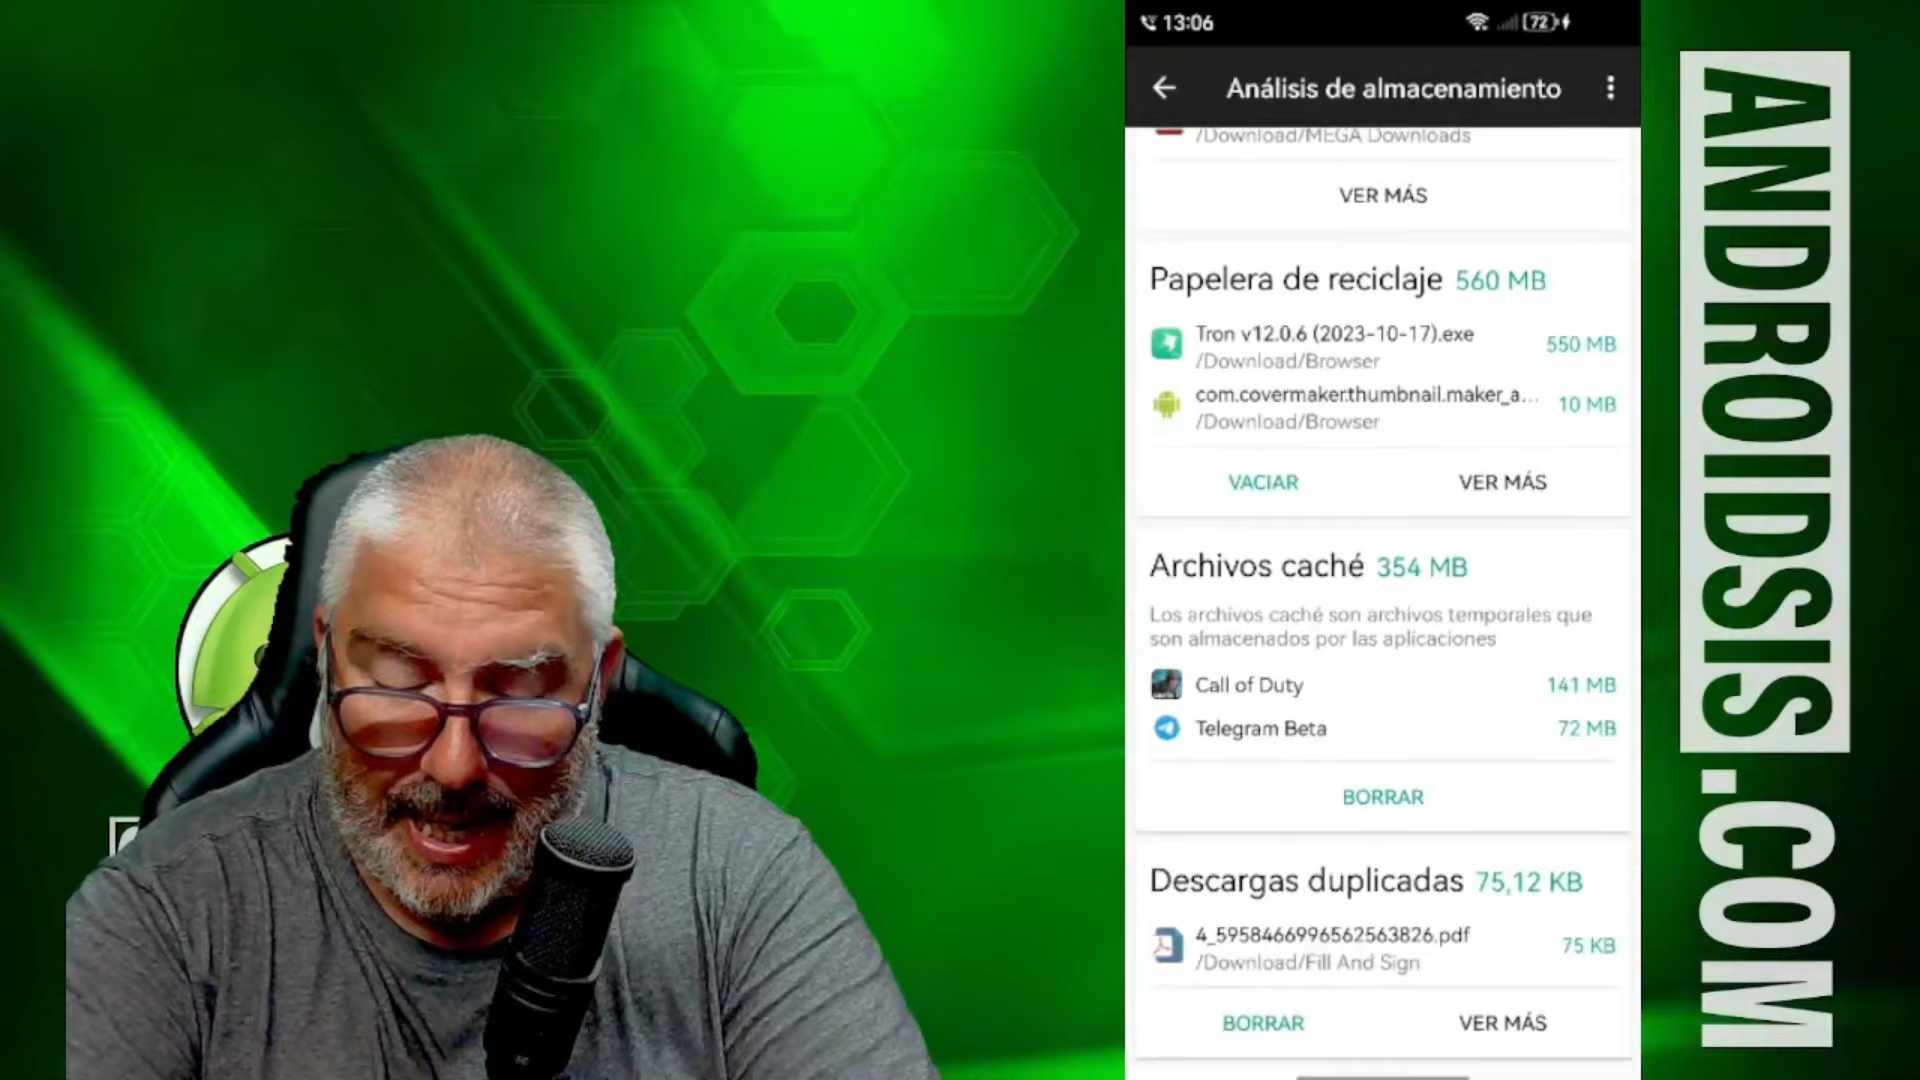 13:06
72
Análisis de almacenamiento
/Download/MEGA Downloads
VER MÁS
Papelera de reciclaje 560 MB
Tron v12.0.6 (2023-10-17).exe
550 MB
/Download/Browser
com.covermaker.thumbnail.maker_a...
10 MB
/Download/Browser
VACIAR
VER MÁS
Archivos caché 354 MB
Los archivos caché son archivos temporales que
son almacenados por las aplicaciones
Call of Duty
141 MB
Telegram Beta
72 MB
BORRAR
Descargas duplicadas 75,12 KB
4_5958466996562563826.pdf
75 KB
/Download/Fill And Sign
BORRAR
VER MÁS
ANDROIDSIS.COM